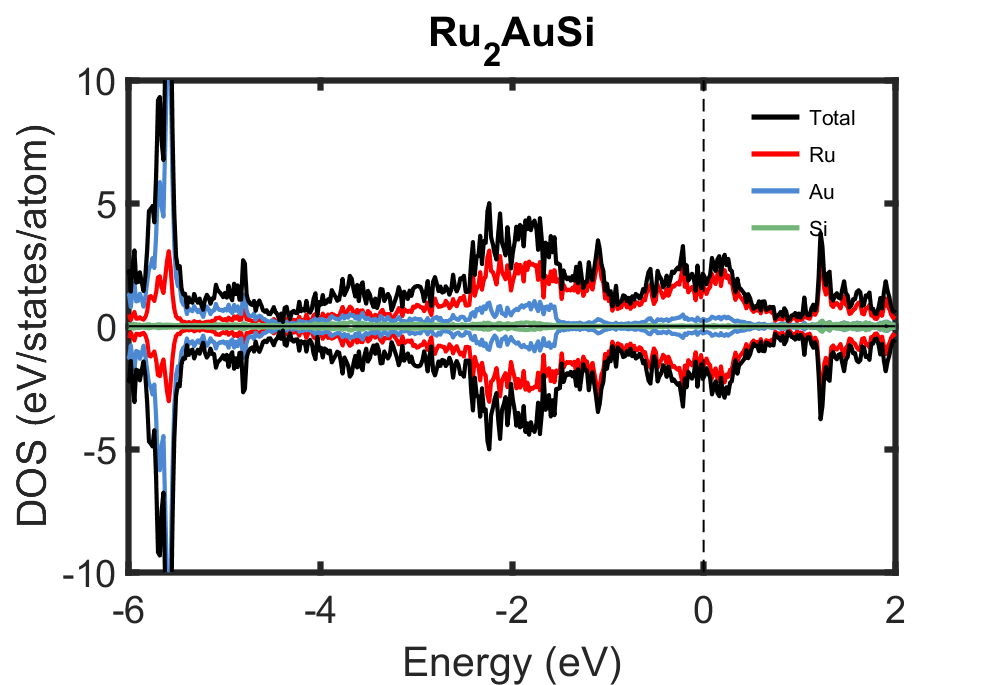 Ru2AuSi
DOS (eV/states/atom)
10
5
0
-5
-10
Total
Ru
Au
Si
-6
-4
-2
0
2
Energy (eV)